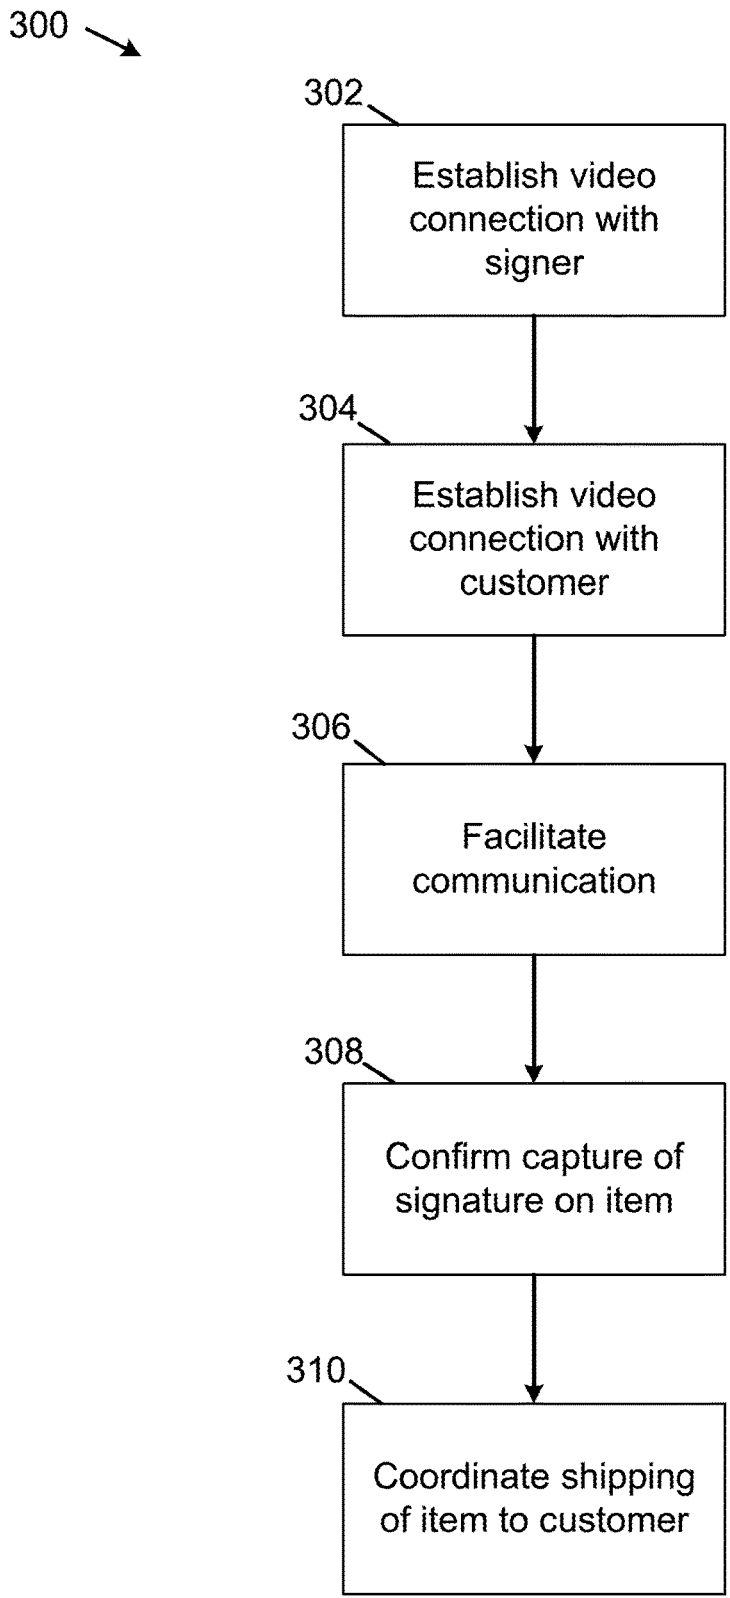 300
302
Establish video
connection with
signer
304
Establish video
connection with
customer
306
Facilitate
communication
308
Confirm capture of
signature on item
310
Coordinate shipping
of item to customer